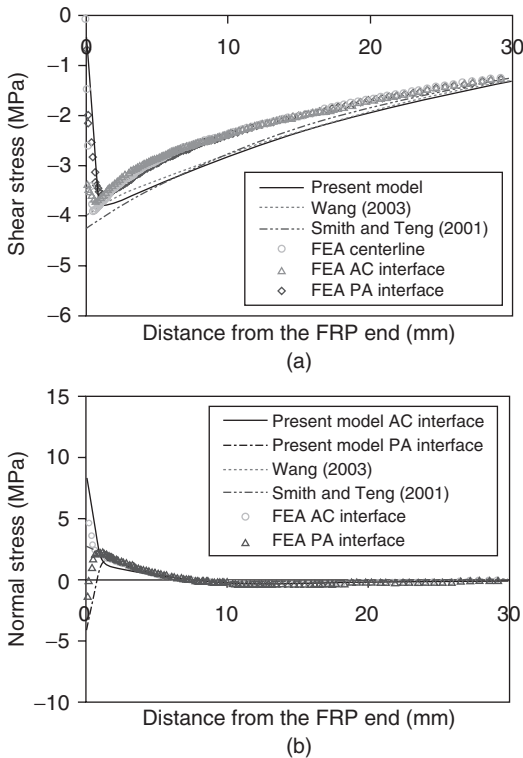 0
10
20
30
−1
−2
−3
−4
−5
−6
Shear stress (MPa)
Present model
Wang (2003)
Smith and Teng (2001)
FEA centerline
FEA AC interface
FEA PA interface
Distance from the FRP end (mm)
(a)
15
10
5
0
−5
−10
0
10
20
30
Normal stress (MPa)
Present model AC interface
Present model PA interface
Wang (2003)
Smith and Teng (2001)
FEA AC interface
FEA PA interface
Distance from the FRP end (mm)
(b)